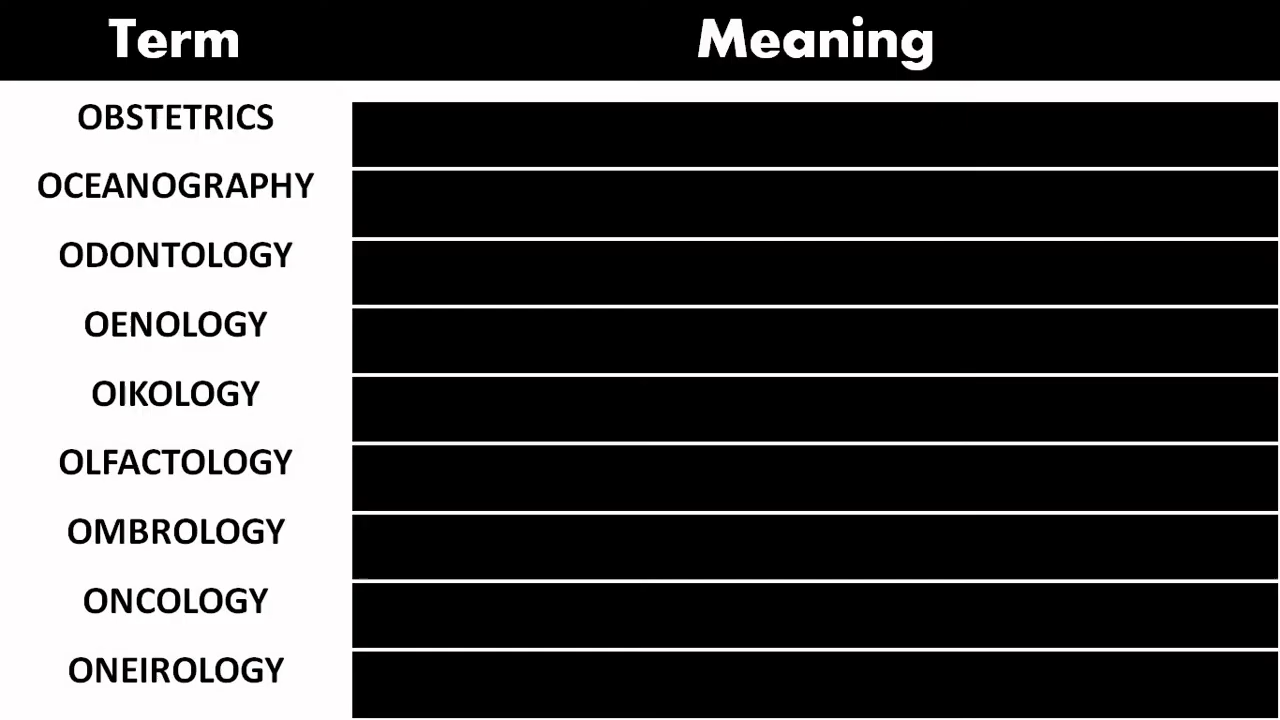 Term Meaning
OBSTETRICS
OCEANOGRAPHY
ODONTOLOGY
OENOLOGY
OIKOLOGY
OLFACTOLOGY
OMBROLOGY
ONCOLOGY
ONEIROLOGY